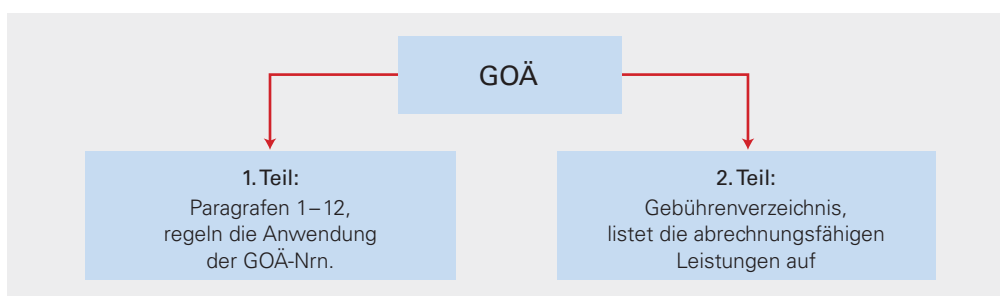 GOÄ
1. Teil:
Paragrafen 1–12,
regeln die Anwendung
der GOÄ-Nrn.
2. Teil:
Gebührenverzeichnis,
listet die abrechnungsfähigen
Leistungen auf